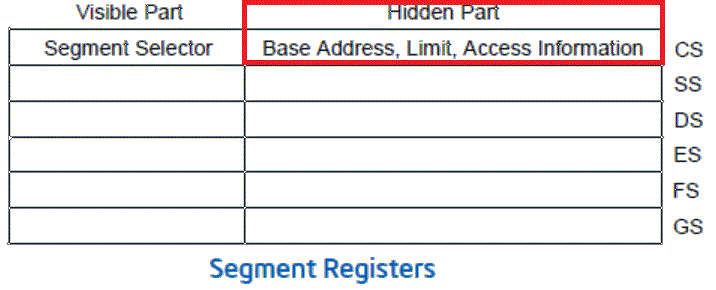 Visible Part Hidden Part
Segment Selector Base Address, Limit, Access Information CS
SS
DS
ES
FS
GS
Segment Registers